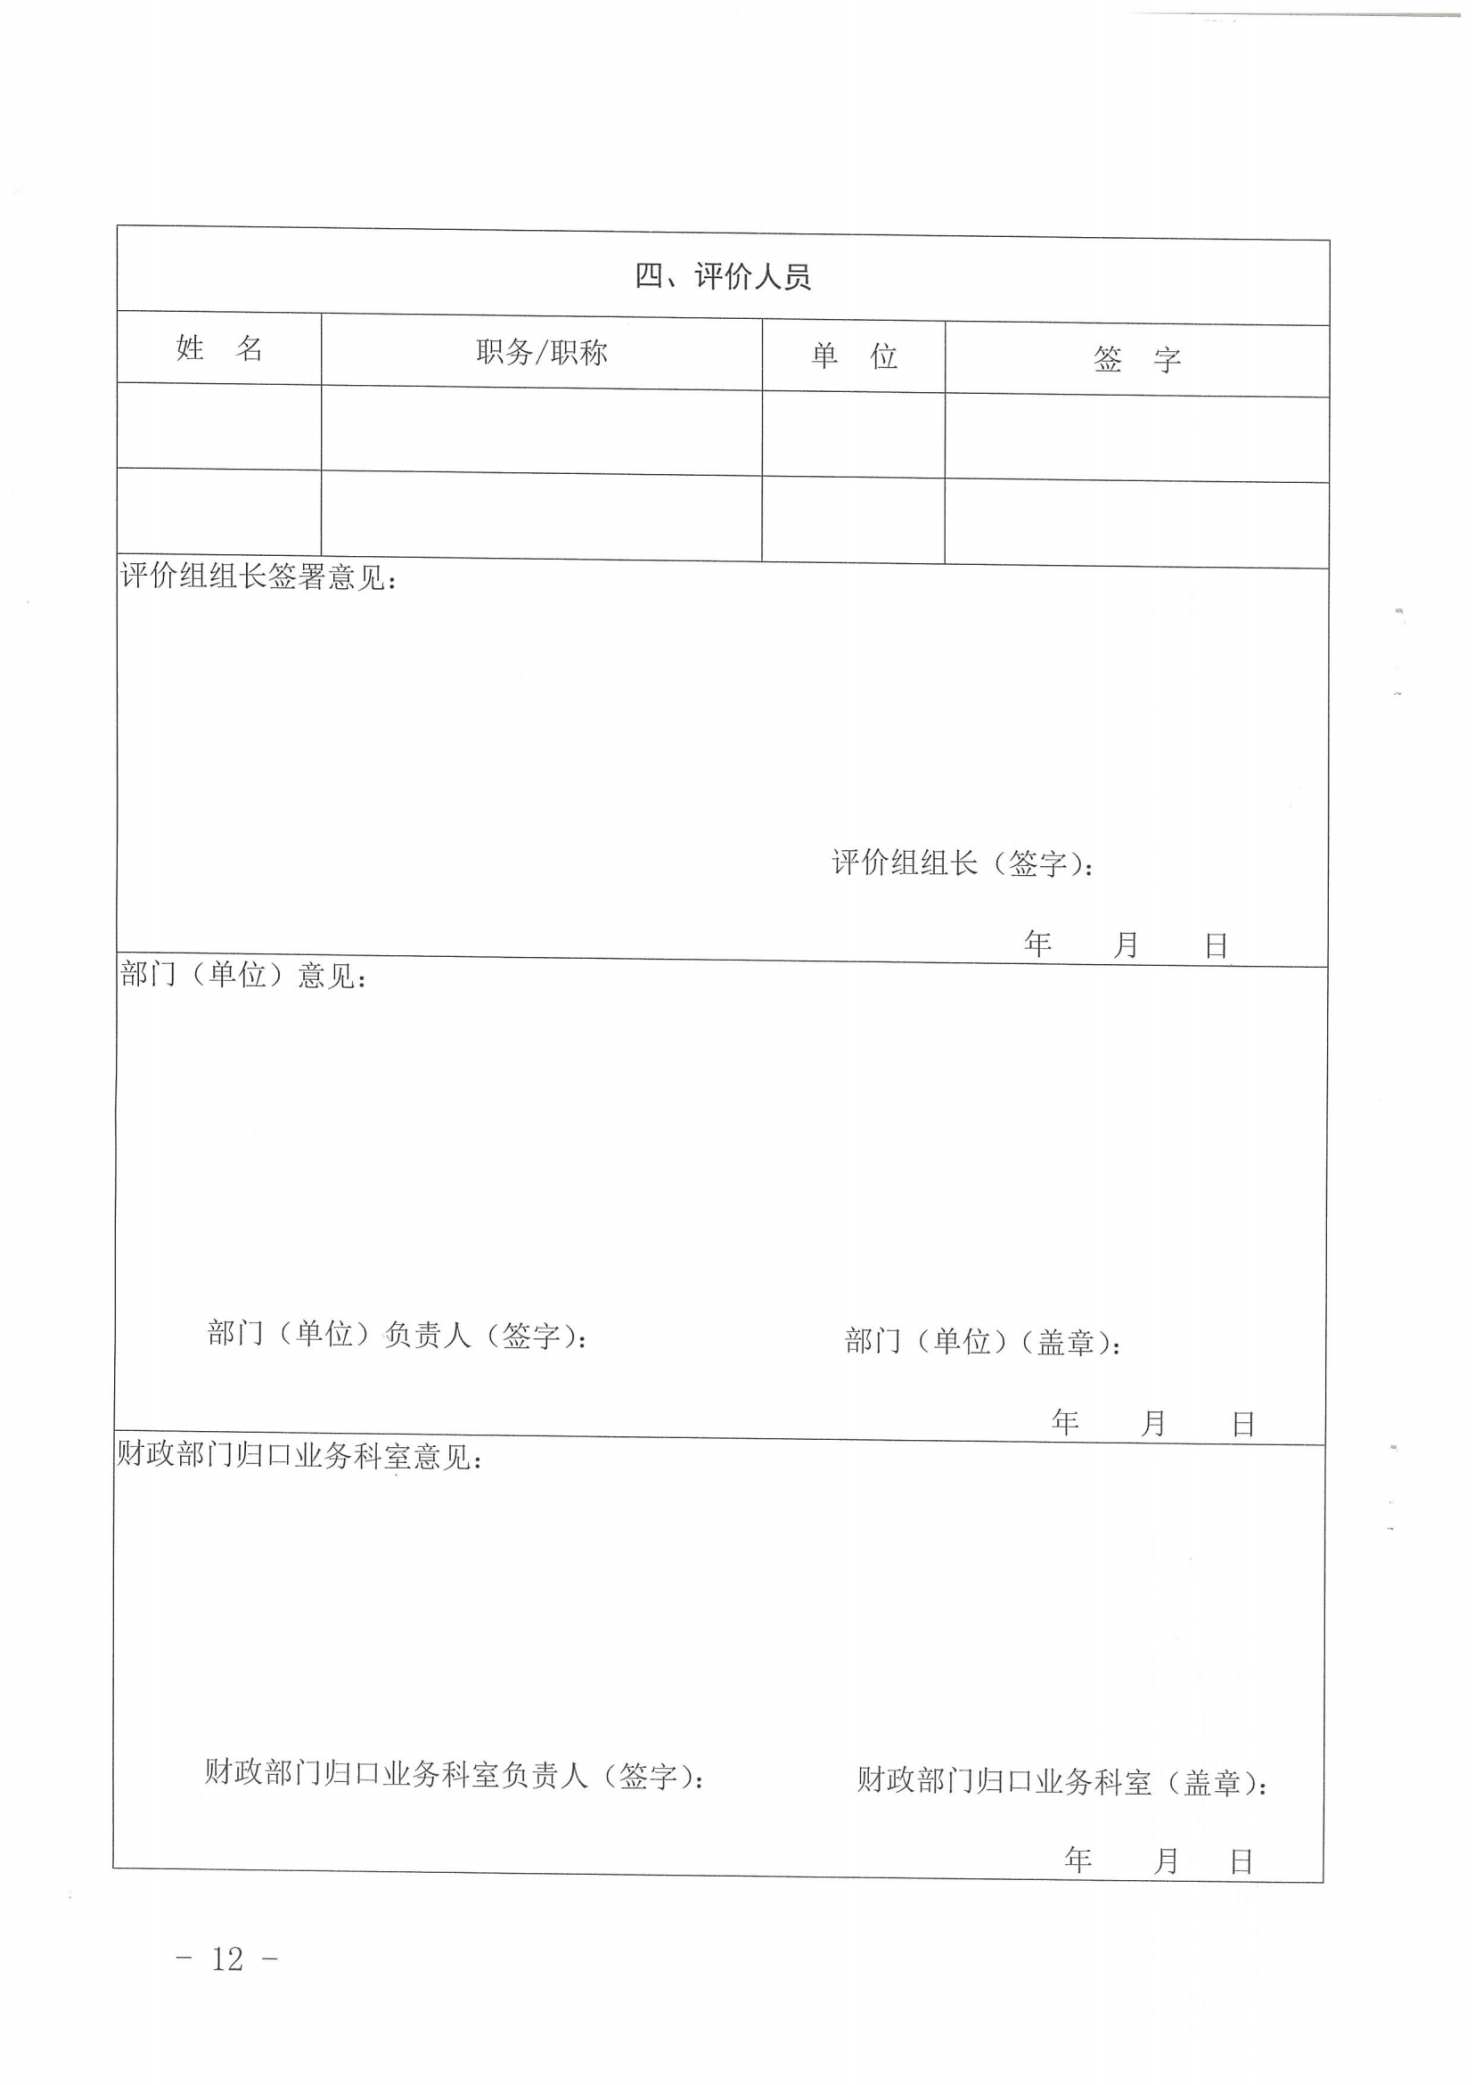 四、评价人员
姓 名 职务/职称 单 位 签 字
评价组组长签署意见：
评价组组长（签字）：
年 月 日
部门（单位）意见：
部门（单位）负责人（签字）： 部门（单位）（盖章）：
年 月 日
财政部门归口业务科室意见：
财政部门归口业务科室负责人（签字）： 财政部门归口业务科室（盖章）：
年 月 日
- 12 -